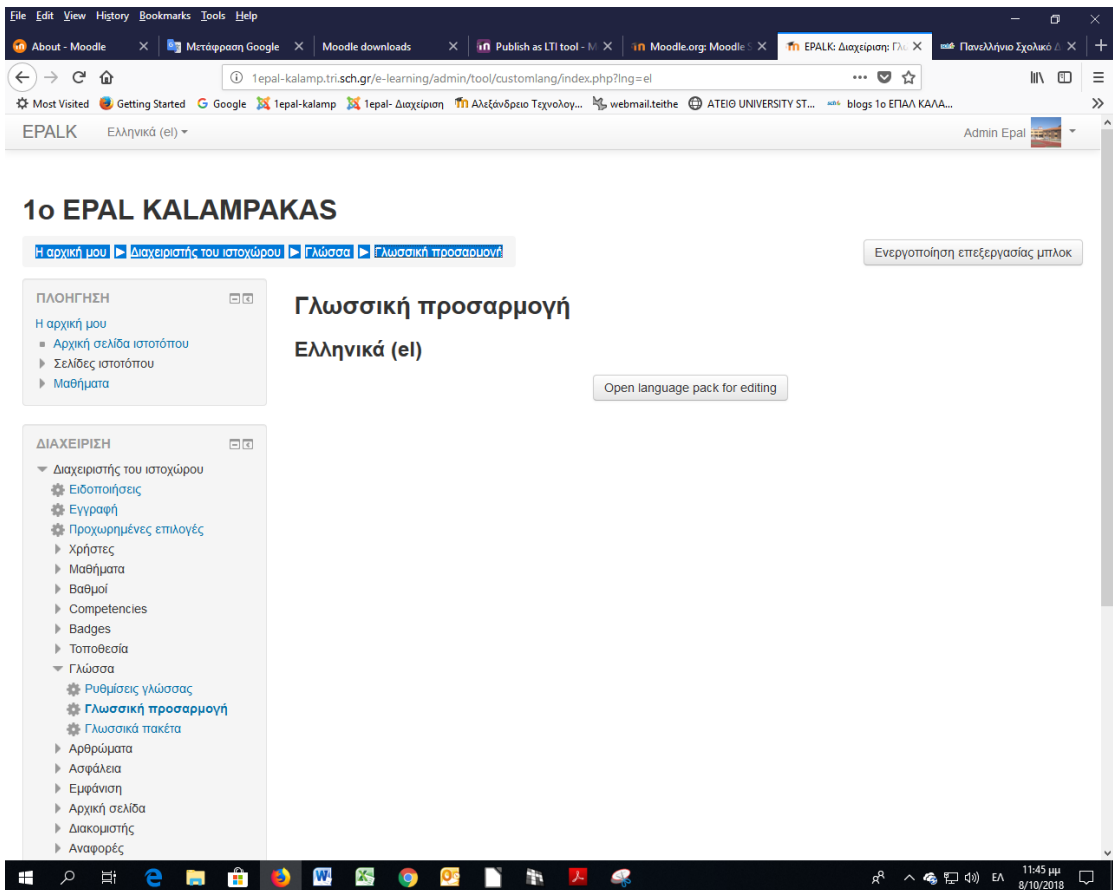 File Edit View History Bookmarks Tools Help
About - Moodle
Μετάφραση Google
Moodle downloads
Publish as LTI tool - M
Moodle.org: Moodle S
EPALK: Διαχείριση: Γλω
Πανελλήνιο Σχολικό Δ
1epal-kalamp.tri.sch.gr/e-learning/admin/tool/customlang/index.php?lng=el
Most Visited Getting Started Google 1epal-kalamp 1epal- Διαχείριση Αλεξάνδρειο Τεχνολογ... webmail.teithe ΑΤΕΙΘ UNIVERSITY ST... blogs 1ο ΕΠΑΛ ΚΑΛΑ...
EPALK Ελληνικά (el) Admin Epal
1o EPAL KALAMPAKAS
Η αρχική μου Διαχειριστής του ιστοχώρου Γλώσσα Γλωσσική προσαρμογή
Ενεργοποίηση επεξεργασίας μπλοκ
ΠΛΟΗΓΗΣΗ
Η αρχική μου
Αρχική σελίδα ιστοτόπου
Σελίδες ιστοτόπου
Μαθήματα
Γλωσσική προσαρμογή
Ελληνικά (el)
Open language pack for editing
ΔΙΑΧΕΙΡΙΣΗ
Διαχειριστής του ιστοχώρου
Ειδοποιήσεις
Εγγραφή
Προχωρημένες επιλογές
Χρήστες
Μαθήματα
Βαθμοί
Competencies
Badges
Τοποθεσία
Γλώσσα
Ρυθμίσεις γλώσσας
Γλωσσική προσαρμογή
Γλωσσικά πακέτα
Αρθρώματα
Ασφάλεια
Εμφάνιση
Αρχική σελίδα
Διακομιστής
Αναφορές
ΕΛ
11:45 μμ
8/10/2018